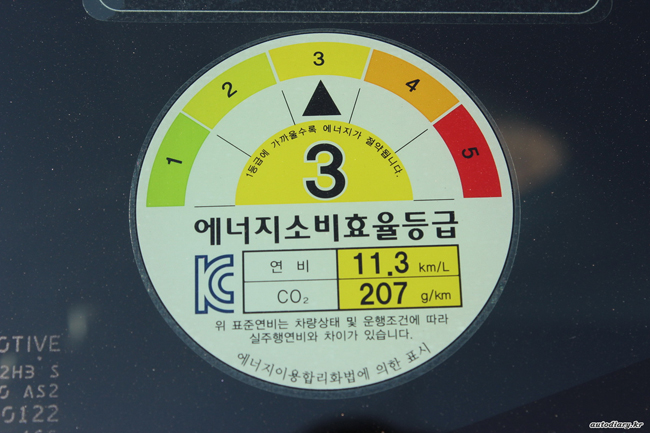 1
2
3
4
5
1등급에 가까울수록 에너지가 절약됩니다.
3
에너지소비효율등급
연 비 11.3 km/L
CO₂ 207 g/km
위 표준연비는 차량상태 및 운행조건에 따라
실주행연비와 차이가 있습니다.
에너지이용합리화법에 의한 표시
OTIVE
2H3 S
AS2
0122
autodiary.kr